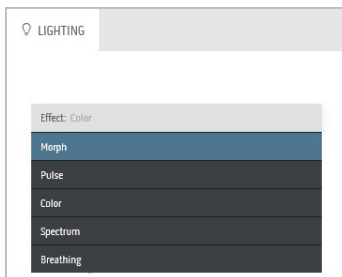 LIGHTING
Effect: Color
Morph
Pulse
Color
Spectrum
Breathing